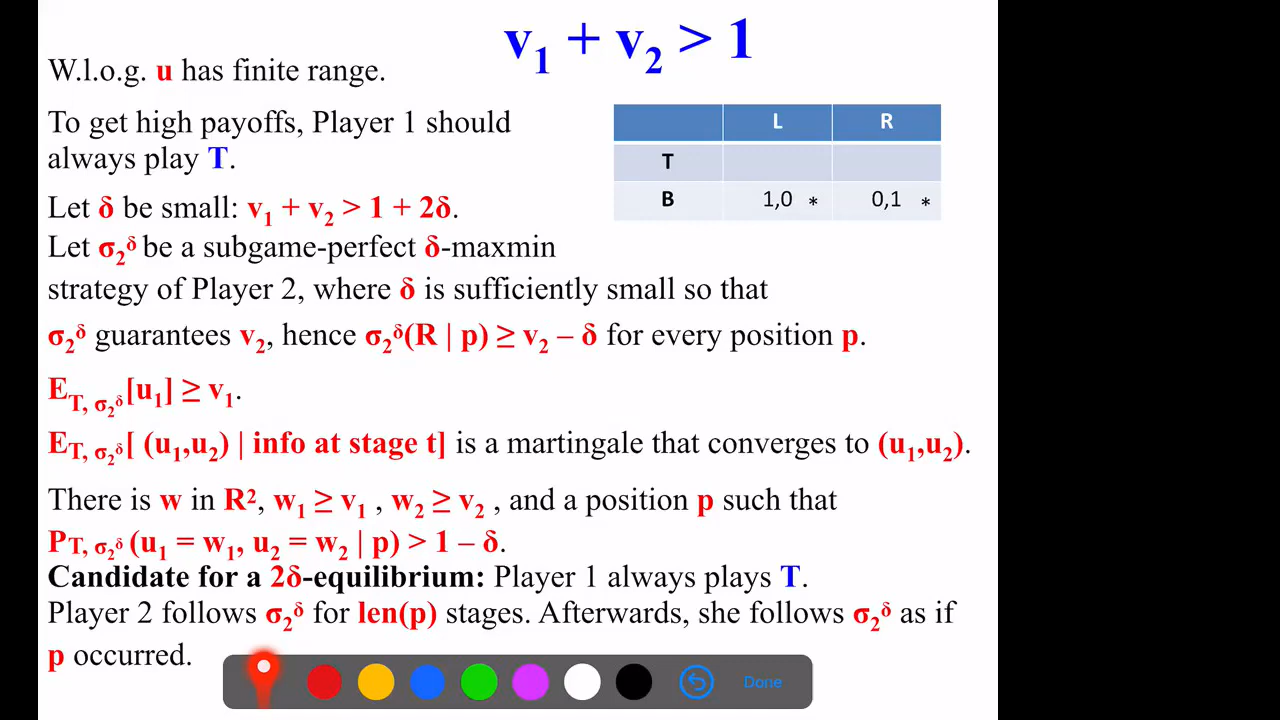 v₁ + v₂ > 1
W.l.o.g. u has finite range.
To get high payoffs, Player 1 should
always play T.
L R
T
B 1,0 * 0,1 *
Let δ be small: v₁ + v₂ > 1 + 2δ.
Let σ₂ᵟ be a subgame-perfect δ-maxmin
strategy of Player 2, where δ is sufficiently small so that
σ₂ᵟ guarantees v₂, hence σ₂ᵟ(R | p) ≥ v₂ – δ for every position p.
E_T, σ₂ᵟ[u₁] ≥ v₁.
E_T, σ₂ᵟ[ (u₁,u₂) | info at stage t] is a martingale that converges to (u₁,u₂).
There is w in R², w₁ ≥ v₁ , w₂ ≥ v₂ , and a position p such that
P_T, σ₂ᵟ (u₁ = w₁, u₂ = w₂ | p) > 1 – δ.
Candidate for a 2δ-equilibrium: Player 1 always plays T.
Player 2 follows σ₂ᵟ for len(p) stages. Afterwards, she follows σ₂ᵟ as if
p occurred.
Done